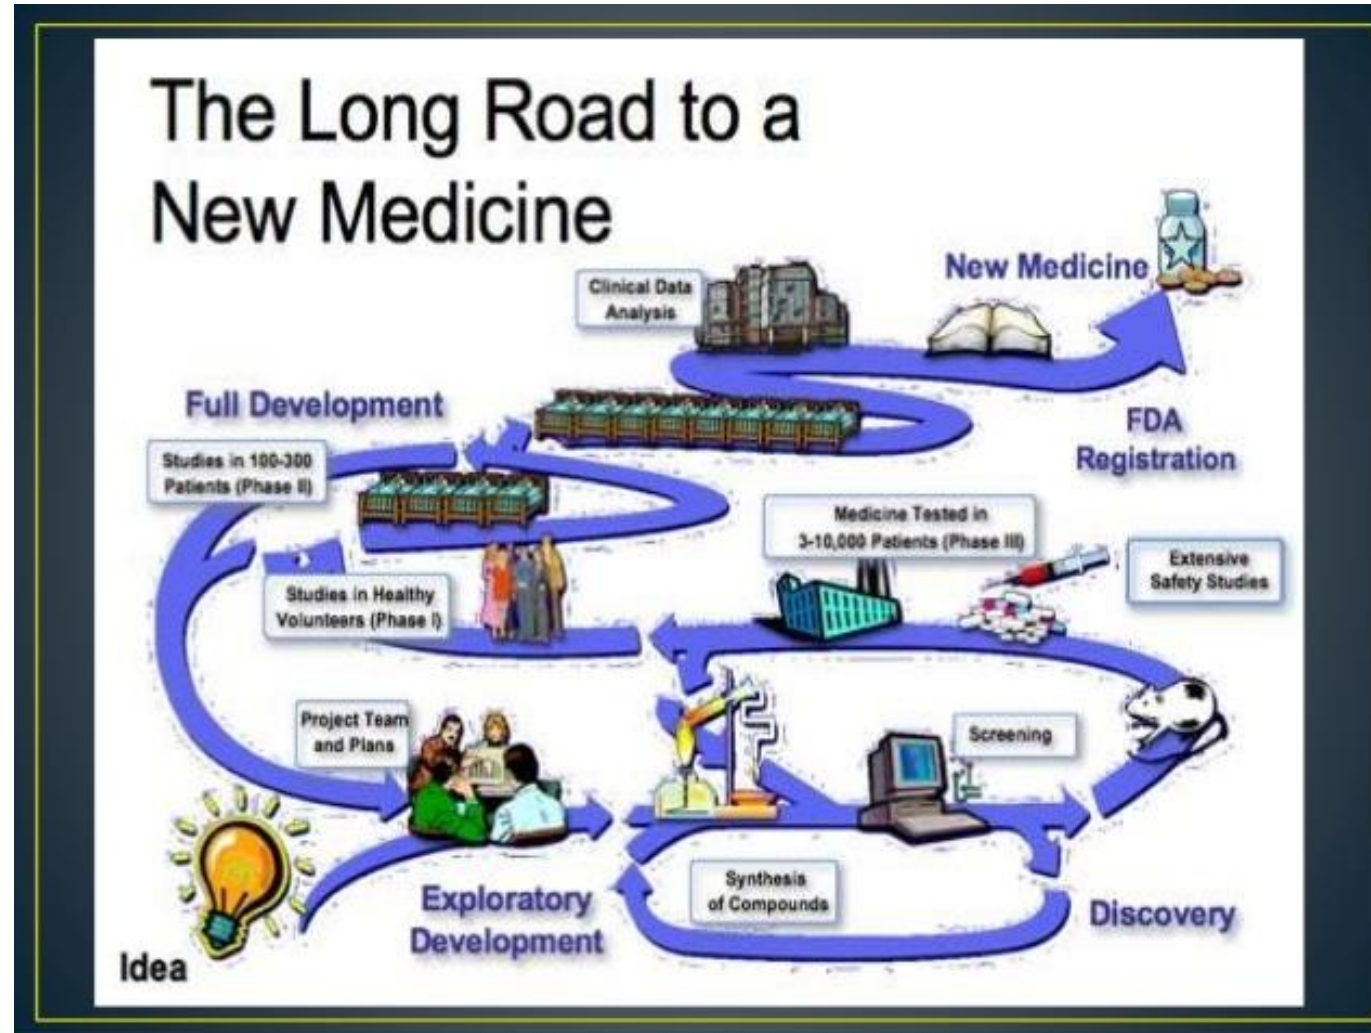 The Long Road to a
New Medicine
New Medicine
Clinical Data
Analysis
Full Development
FDA
Registration
Studies in 100-300
Patients (Phase II)
Medicine Tested in
3-10,000 Patients (Phase III)
Extensive
Safety Studies
Studies in Healthy
Volunteers (Phase I)
Project Team
and Plans
Screening
Synthesis
of Compounds
Exploratory
Development
Discovery
Idea